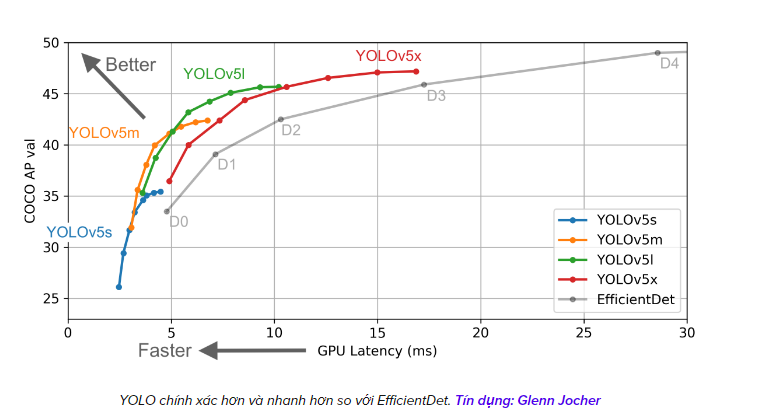 50
45
40
35
30
25
COCO AP val
Better
YOLOv5s
YOLOv5m
YOLOv5l
YOLOv5x
D0
D1
D2
D3
D4
YOLOv5s
YOLOv5m
YOLOv5l
YOLOv5x
EfficientDet
0 5 10 15 20 25 30
Faster GPU Latency (ms)
YOLO chính xác hơn và nhanh hơn so với EfficientDet. Tín dụng: Glenn Jocher